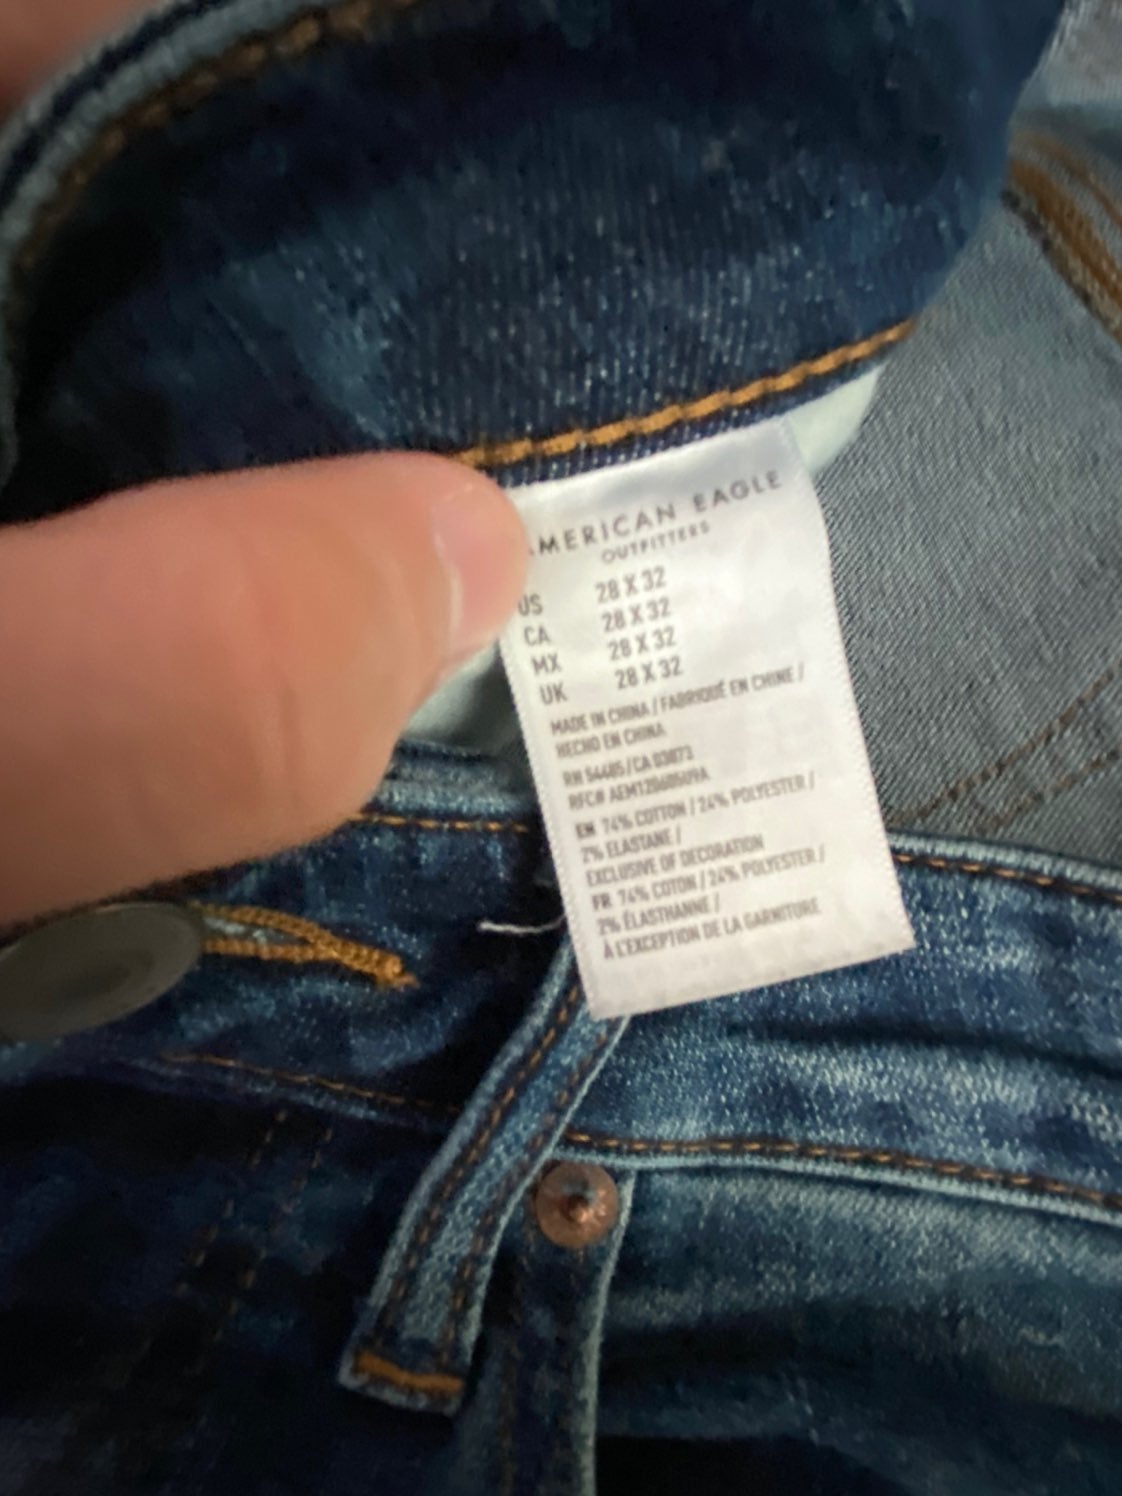 AMERICAN EAGLE
OUTFITTERS
US 28 X 32
CA 28 X 32
MX 28 X 32
UK 28 X 32
MADE IN CHINA / FABRIQUÉ EN CHINE /
HECHO EN CHINA
RN 54485 / CA 03873
RFC#
EN 74% COTTON / 24% POLYESTER /
2% ELASTANE /
EXCLUSIVE OF DECORATION
FR 74% COTON / 24% POLYESTER /
2% ÉLASTHANNE /
À L'EXCEPTION DE LA GARNITURE